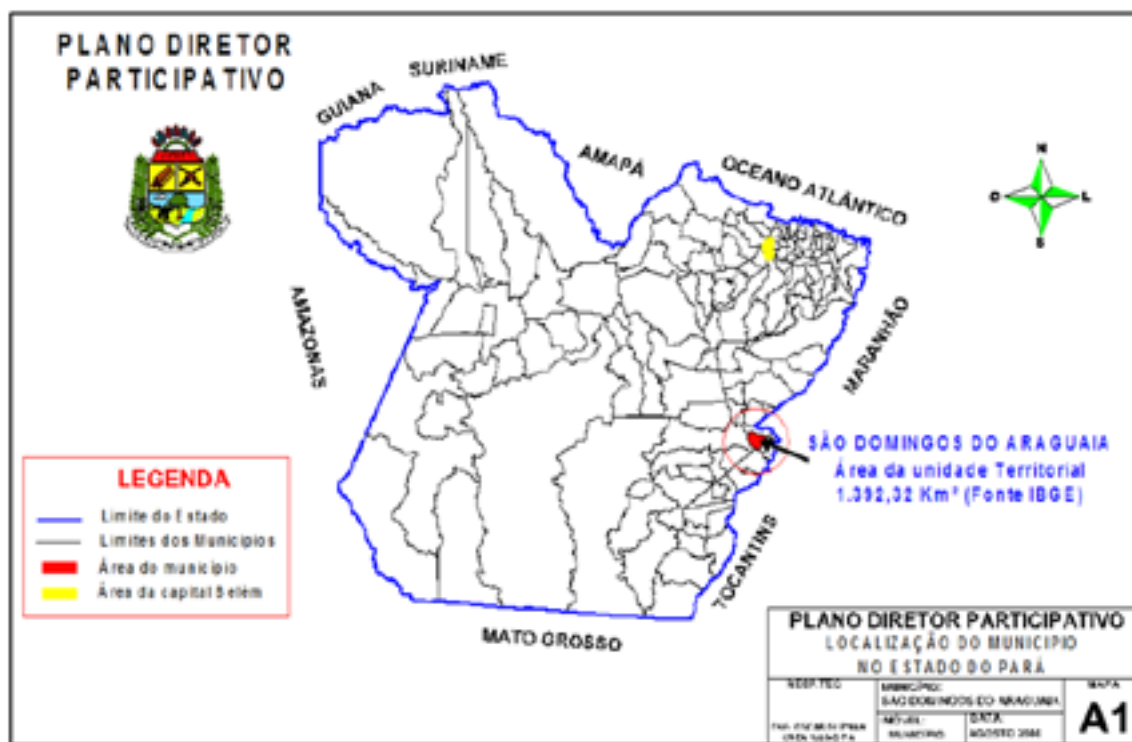 PLANO DIRETOR
PARTICIPATIVO
SURINAME
GUIANA
AMAPÁ
OCEANO ATLÂNTICO
N
O
L
S
AMAZONAS
MARANHÃO
SÃO DOMINGOS DO ARAGUAIA
Área da unidade Territorial
1.392,32 Km² (Fonte IBGE)
LEGENDA
Limite do Estado
Limites dos Municípios
Área do município
Área da capital Belém
TOCANTINS
MATO GROSSO
PLANO DIRETOR PARTICIPATIVO
LOCALIZAÇÃO DO MUNICIPIO
NO ESTADO DO PARÁ
MUNICÍPIO:
SÃO DOMINGOS DO ARAGUAIA
MAPA
A1
MUNICÍPIO
DATA:
AGOSTO